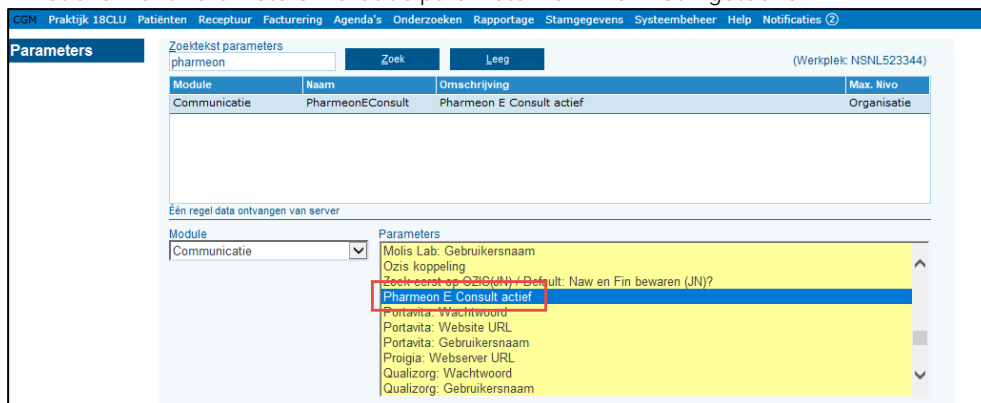 CGM Praktijk 18CLU Patiënten Receptuur Facturering Agenda's Onderzoeken Rapportage Stamgegevens Systeembeheer Help Notificaties ②
Parameters
Zoektekst parameters
pharmeon Zoek Leeg (Werkplek: NSNL523344)
Module Naam Omschrijving Max. Nivo
Communicatie PharmeonEConsult Pharmeon E Consult actief Organisatie
Één regel data ontvangen van server
Module Parameters
Communicatie Molis Lab: Gebruikersnaam
Ozis koppeling
Zoek eerst op OZIS(JN) / Default: Naw en Fin bewaren (JN)?
Pharmeon E Consult actief
Portavita: Wachtwoord
Portavita: Website URL
Portavita: Gebruikersnaam
Proigia: Webserver URL
Qualizorg: Wachtwoord
Qualizorg: Gebruikersnaam